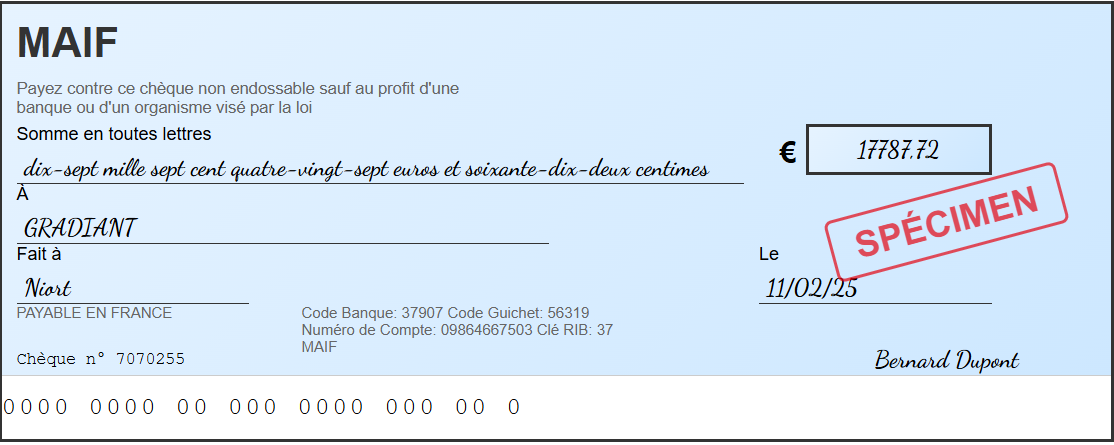 MAIF
Payez contre ce chèque non endossable sauf au profit d'une
banque ou d'un organisme visé par la loi
Somme en toutes lettres
€ 17787.72
dix-sept mille sept cent quatre-vingt-sept euros et soixante-dix-deux centimes
À
GRADIANT
SPÉCIMEN
Fait à
Le
Niort
11/02/25
PAYABLE EN FRANCE
Code Banque: 37907 Code Guichet: 56319
Numéro de Compte: 09864667503 Clé RIB: 37
MAIF
Chèque n° 7070255
Bernard Dupont
0000 0000 00 000 0000 000 00 0